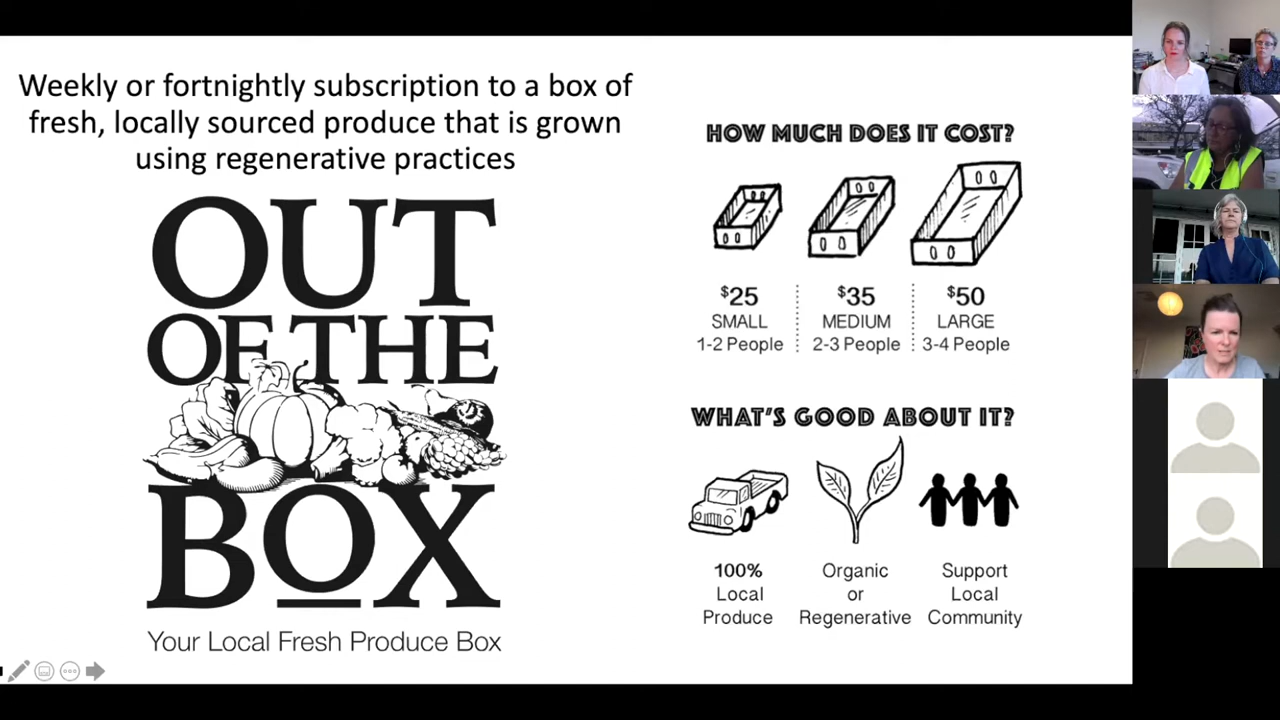 Weekly or fortnightly subscription to a box of
fresh, locally sourced produce that is grown
using regenerative practices
OUT
OF THE
BOX
Your Local Fresh Produce Box
HOW MUCH DOES IT COST?
$25 $35 $50
SMALL MEDIUM LARGE
1-2 People 2-3 People 3-4 People
WHAT'S GOOD ABOUT IT?
100% Organic Support
Local or Local
Produce Regenerative Community